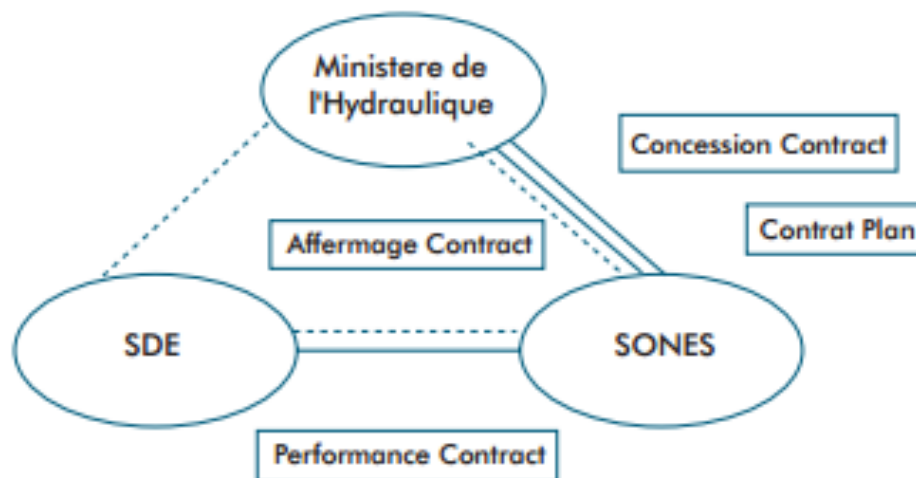 Ministere de
l'Hydraulique
Concession Contract
Contrat Plan
Affermage Contract
SDE
SONES
Performance Contract